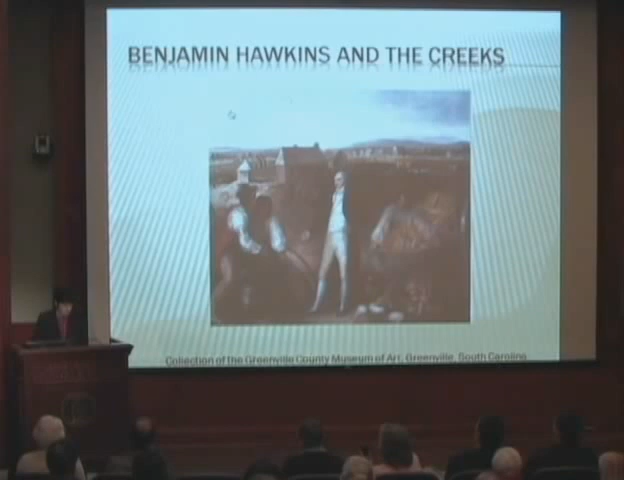 BENJAMIN HAWKINS AND THE CREEKS
Collection of the Greenville County Museum of Art, Greenville, South Carolina